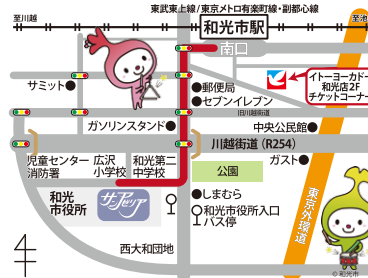 東武東上線/東京メトロ有楽町線・副都心線
至川越
至池
和光市駅
南口
サミット
郵便局
セブンイレブン
イトーヨーカドー
和光店2F
チケットコーナー
旧川越街道
ガソリンスタンド
中央公民館
川越街道(R254)
児童センター
消防署
広沢
小学校
和光第二
中学校
公園
ガスト
東京外環道
しまむら
和光
市役所
サンアゼリア
和光市役所入口
バス停
西大和団地
©和光市